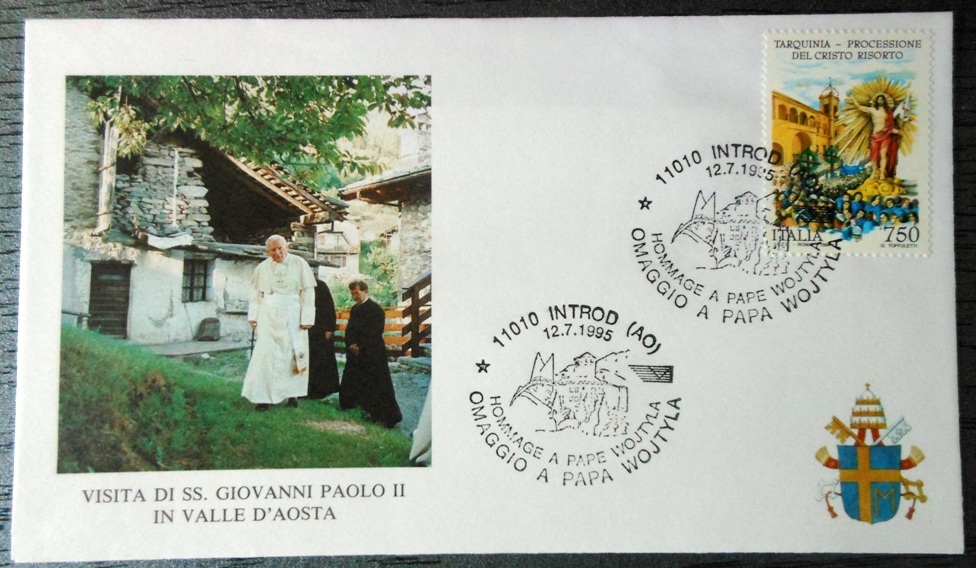 TARQUINIA – PROCESSIONE
DEL CRISTO RISORTO
ITALIA 750
G. TOFFOLETTI
11010 INTROD
12.7.1995
HOMMAGE A PAPE WOJTYLA
OMAGGIO A PAPA WOJTYLA
11010 INTROD (AO)
12.7.1995
HOMMAGE A PAPE WOJTYLA
OMAGGIO A PAPA WOJTYLA
VISITA DI SS. GIOVANNI PAOLO II
IN VALLE D'AOSTA
M